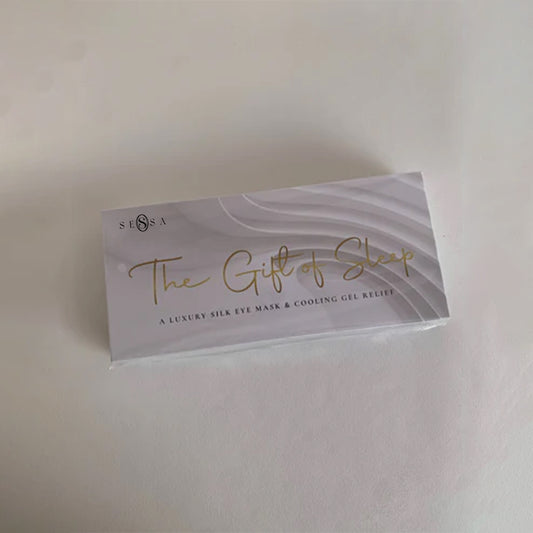 SESSA
The Gift of Sleep
A LUXURY SILK EYE MASK & COOLING GEL RELIEF